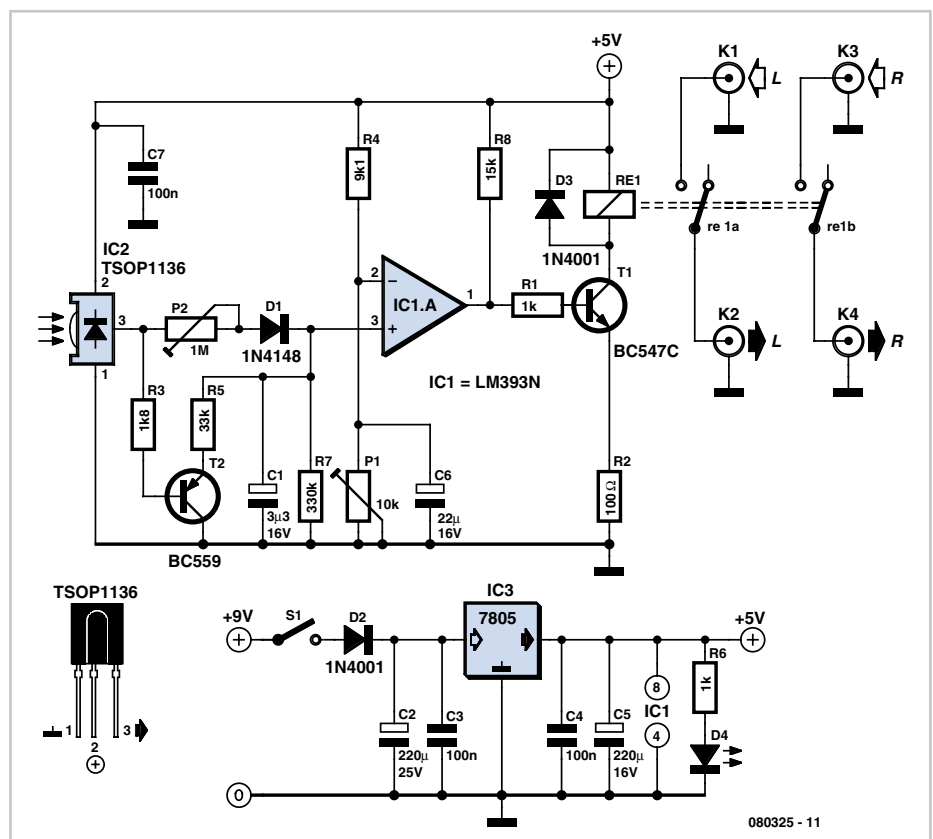 +5V
K1
K3
L
R
R4
R8
C7
100n
9k1
15k
D3
RE1
IC2
TSOP1136
re 1a
re1b
1N4001
2
P2
D1
2
–
T1
3
IC1.A
1
R1
K2
K4
3
+
1k
L
R
1M
1N4148
BC547C
1
IC1 = LM393N
R3
R5
1k8
33k
T2
C1
R7
P1
C6
R2
330k
10k
100Ω
3µ3
16V
22µ
16V
BC559
TSOP1136
IC3
+9V
S1
D2
7805
+5V
1N4001
R6
1k
8
C2
C3
C4
C5
IC1
1
3
D4
2
220µ
100n
100n
220µ
4
+
25V
16V
0
080325 - 11